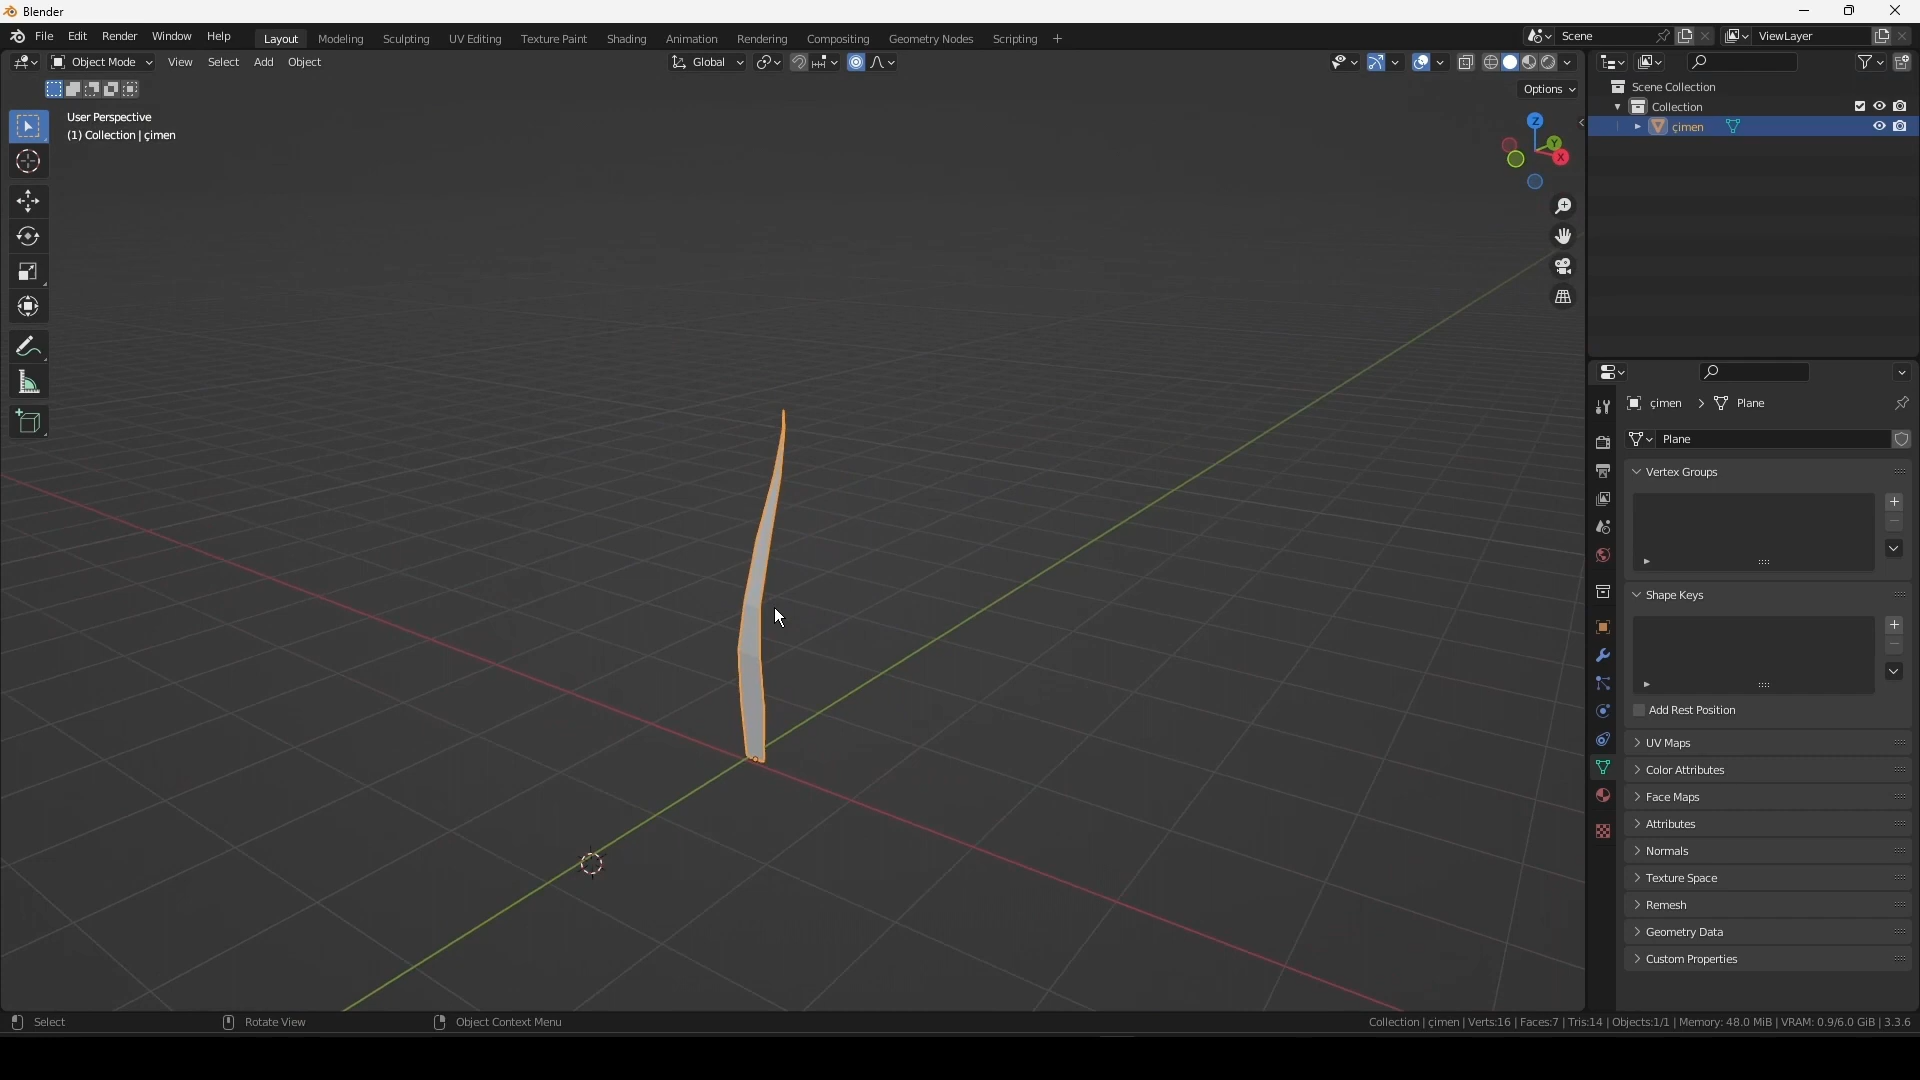 Blender
File Edit Render Window Help Layout Modeling Sculpting UV Editing Texture Paint Shading Animation Rendering Compositing Geometry Nodes Scripting + Scene ViewLayer
Object Mode View Select Add Object Global
Options
User Perspective
(1) Collection | çimen
Z
Y
X
Scene Collection
Collection
çimen
çimen > Plane
Plane
Vertex Groups
Shape Keys
Add Rest Position
UV Maps
Color Attributes
Face Maps
Attributes
Normals
Texture Space
Remesh
Geometry Data
Custom Properties
Select Rotate View Object Context Menu Collection | çimen | Verts:16 | Faces:7 | Tris:14 | Objects:1/1 | Memory: 48.0 MiB | VRAM: 0.9/6.0 GiB | 3.3.6